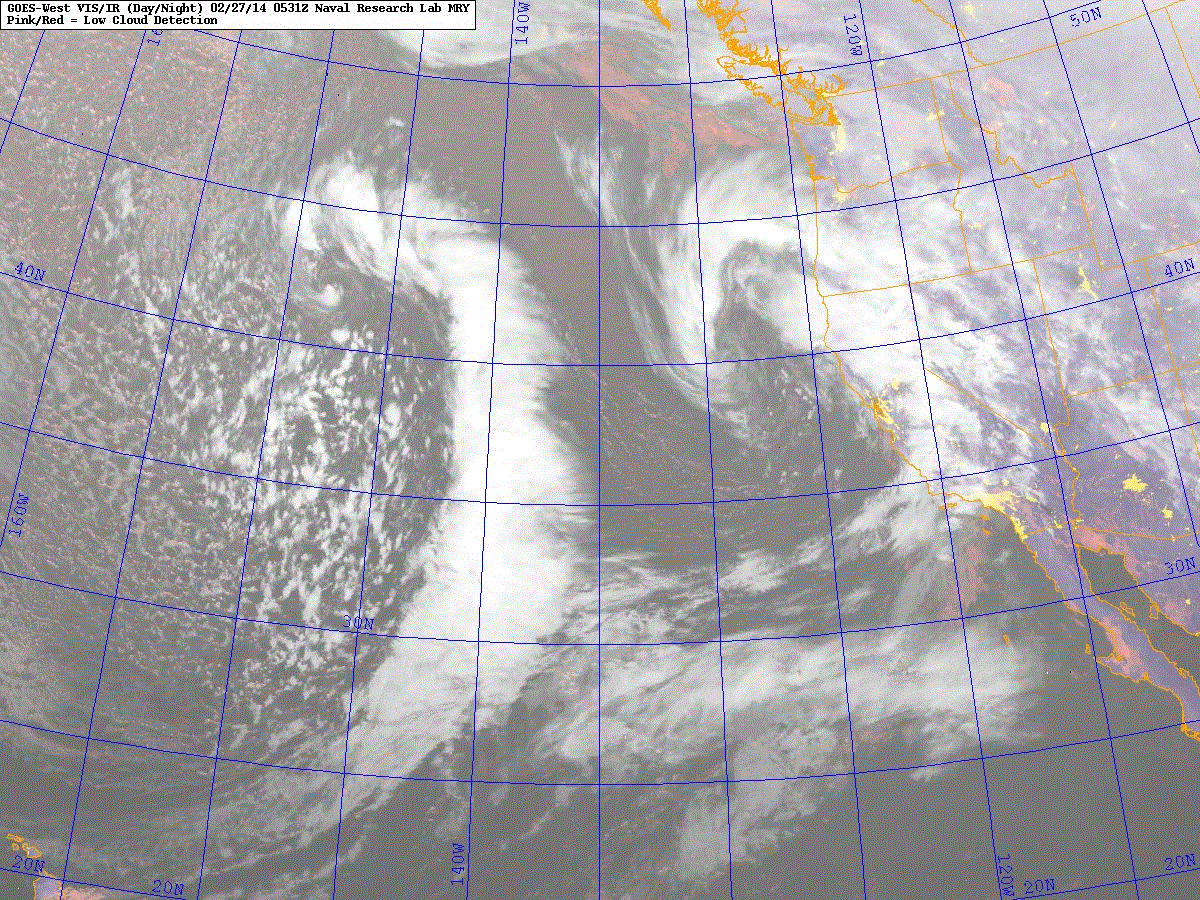 GOES-West VIS/IR (Day/Night) 02/27/14 0531Z Naval Research Lab MRY
Pink/Red = Low Cloud Detection
140W
120W
50N
40N
40N
160W
30N
30N
20N
20N
140W
120W
20N
20N